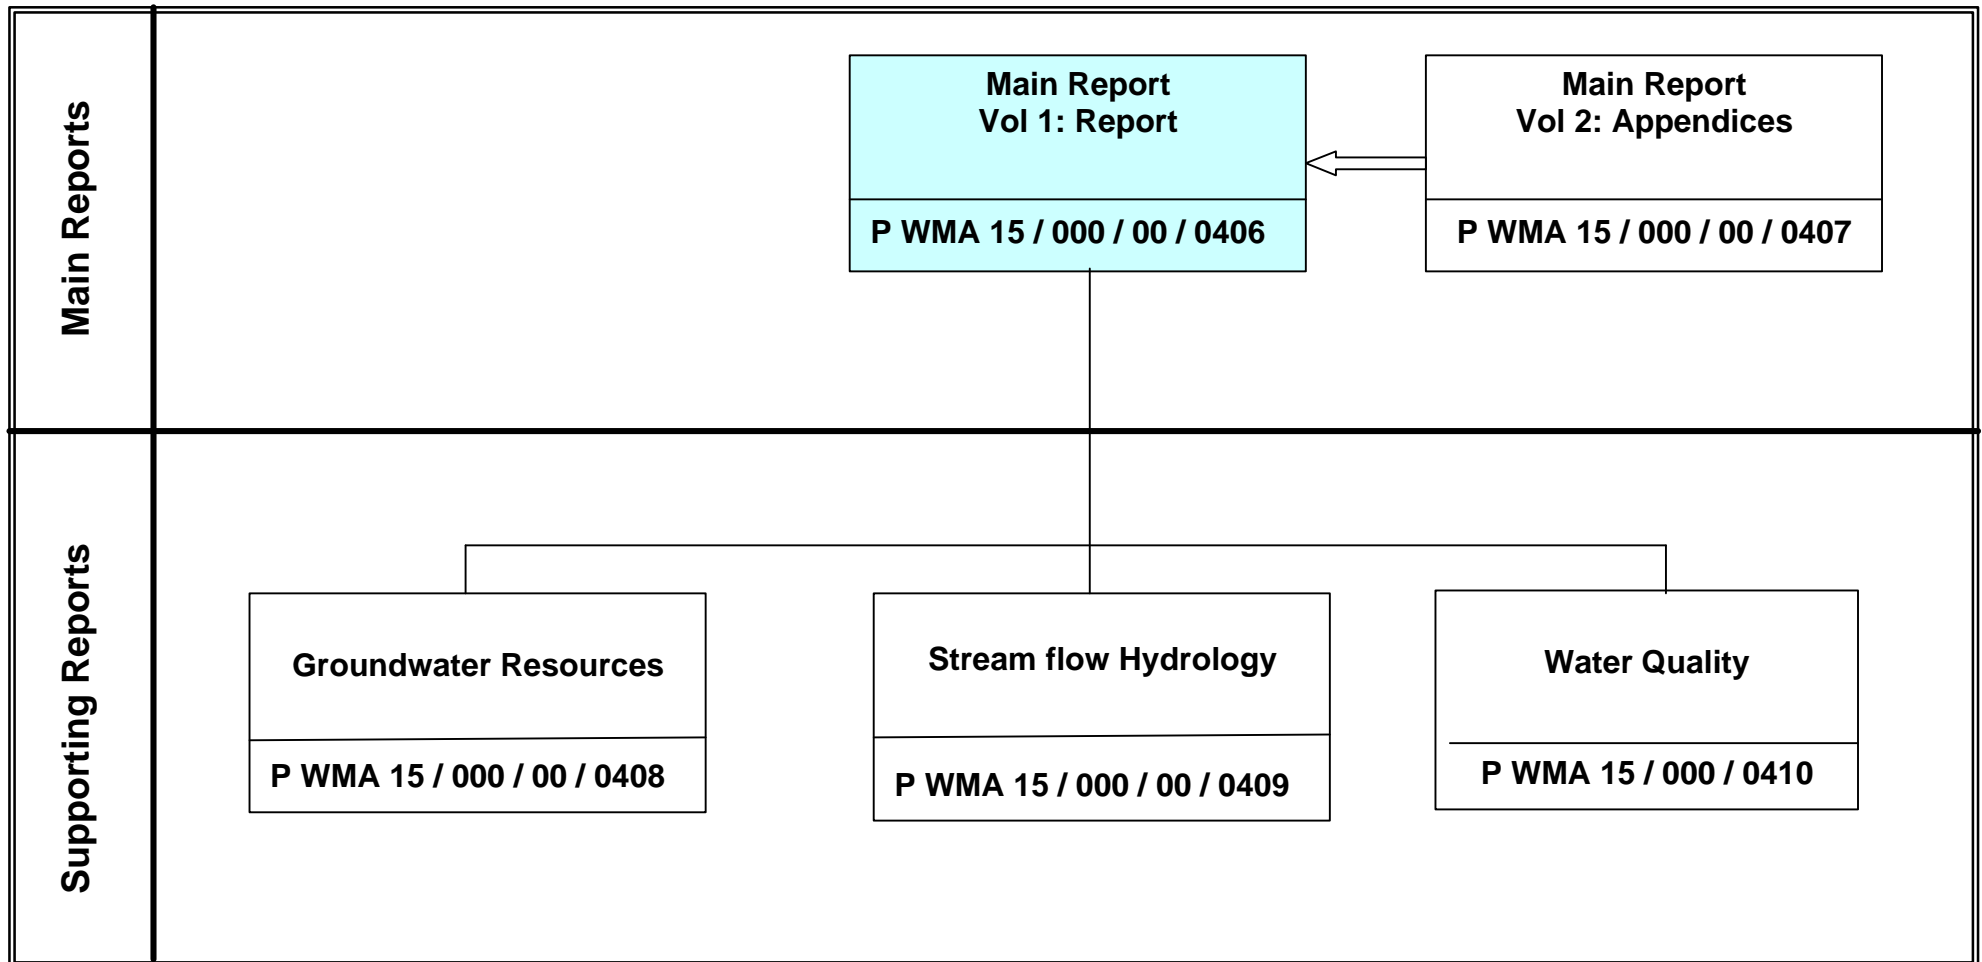 Main Reports
Main Report
Vol 1: Report
P WMA 15 / 000 / 00 / 0406
Main Report
Vol 2: Appendices
P WMA 15 / 000 / 00 / 0407
Supporting Reports
Groundwater Resources
P WMA 15 / 000 / 00 / 0408
Stream flow Hydrology
P WMA 15 / 000 / 00 / 0409
Water Quality
P WMA 15 / 000 / 0410